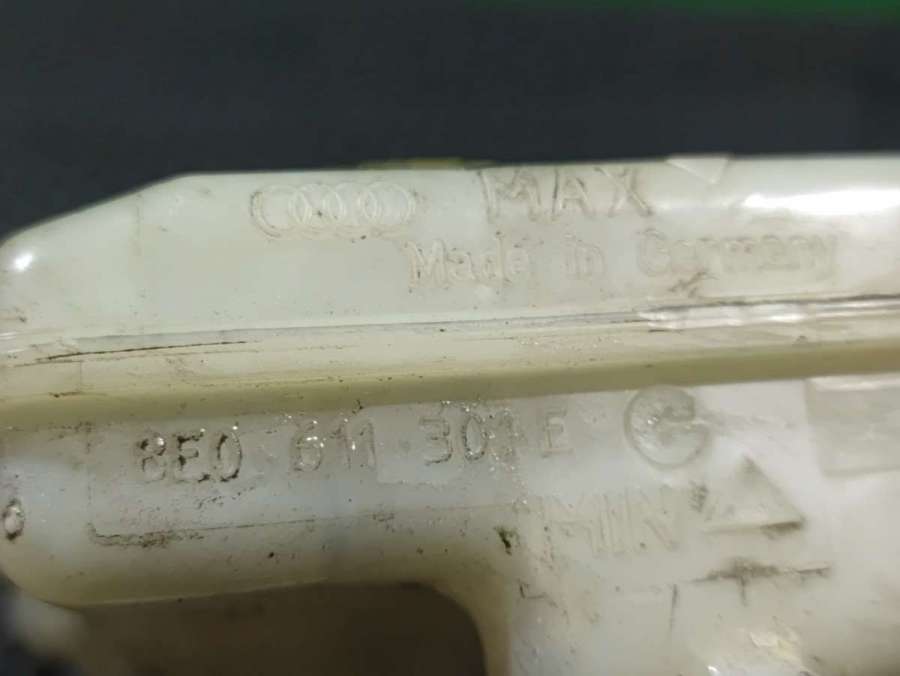 MAX
Made in Germany
8E0 611 301 E
MIN